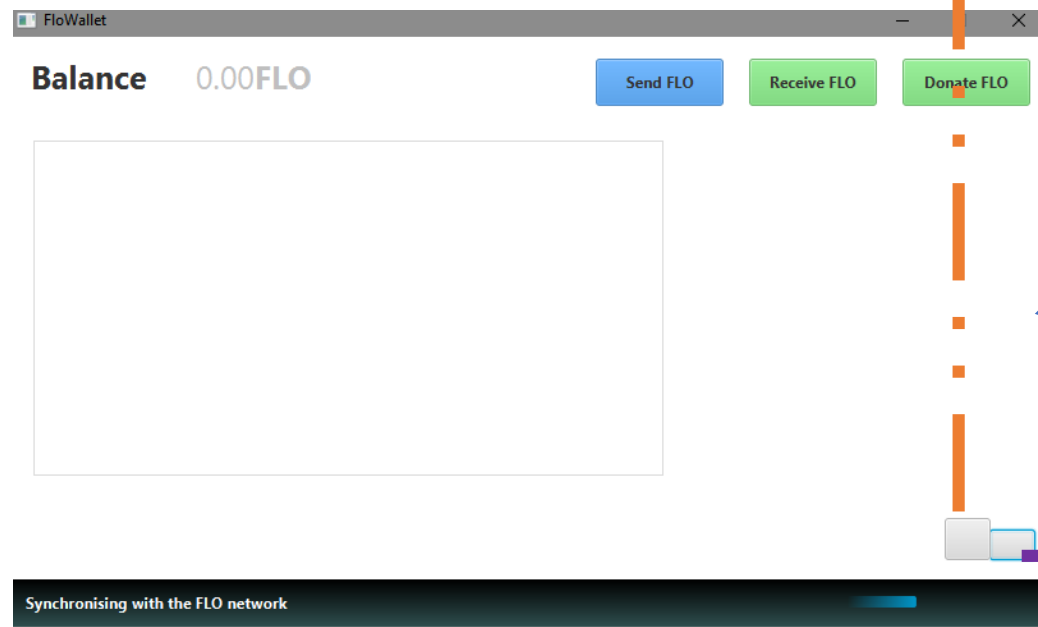 FloWallet
Balance 0.00FLO Send FLO Receive FLO Donate FLO
Synchronising with the FLO network